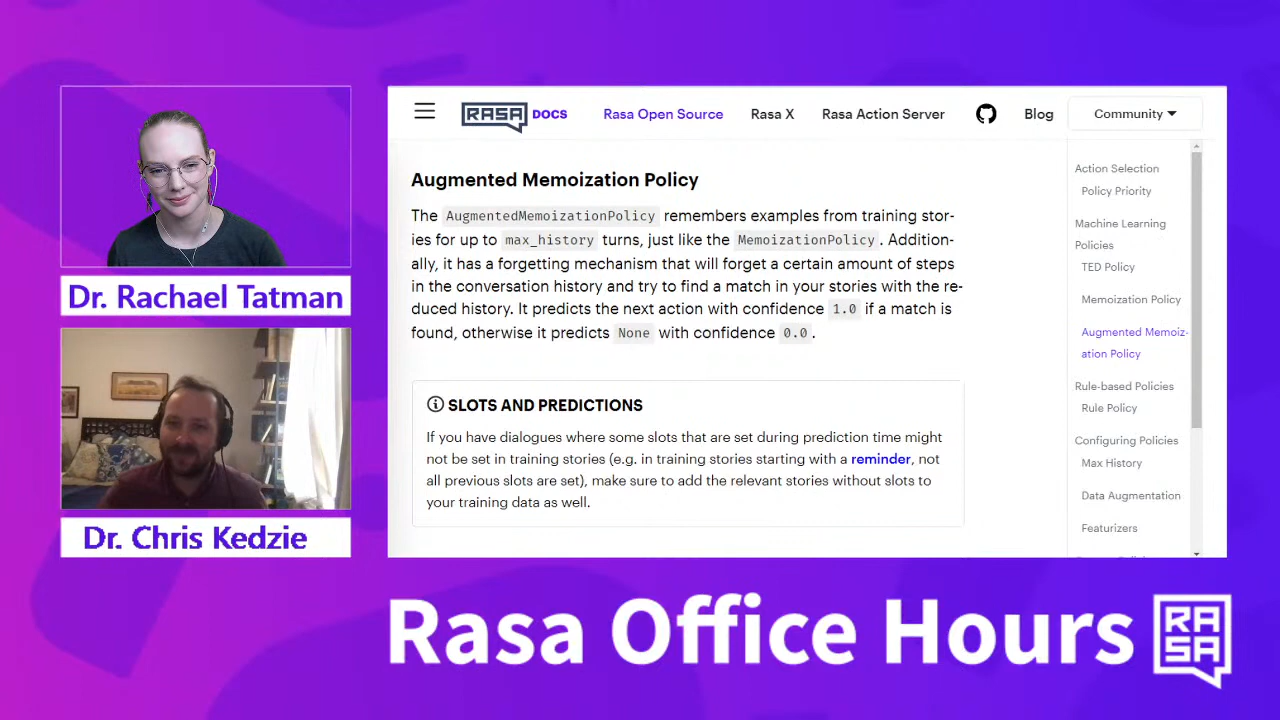 Dr. Rachael Tatman
Dr. Chris Kedzie
RASA DOCS Rasa Open Source Rasa X Rasa Action Server Blog Community
Augmented Memoization Policy
The AugmentedMemoizationPolicy remembers examples from training stor-
ies for up to max_history turns, just like the MemoizationPolicy. Addition-
ally, it has a forgetting mechanism that will forget a certain amount of steps
in the conversation history and try to find a match in your stories with the re-
duced history. It predicts the next action with confidence 1.0 if a match is
found, otherwise it predicts None with confidence 0.0.
SLOTS AND PREDICTIONS
If you have dialogues where some slots that are set during prediction time might
not be set in training stories (e.g. in training stories starting with a reminder, not
all previous slots are set), make sure to add the relevant stories without slots to
your training data as well.
Action Selection
Policy Priority
Machine Learning
Policies
TED Policy
Memoization Policy
Augmented Memoiz-
ation Policy
Rule-based Policies
Rule Policy
Configuring Policies
Max History
Data Augmentation
Featurizers
Rasa Office Hours
RA
SA